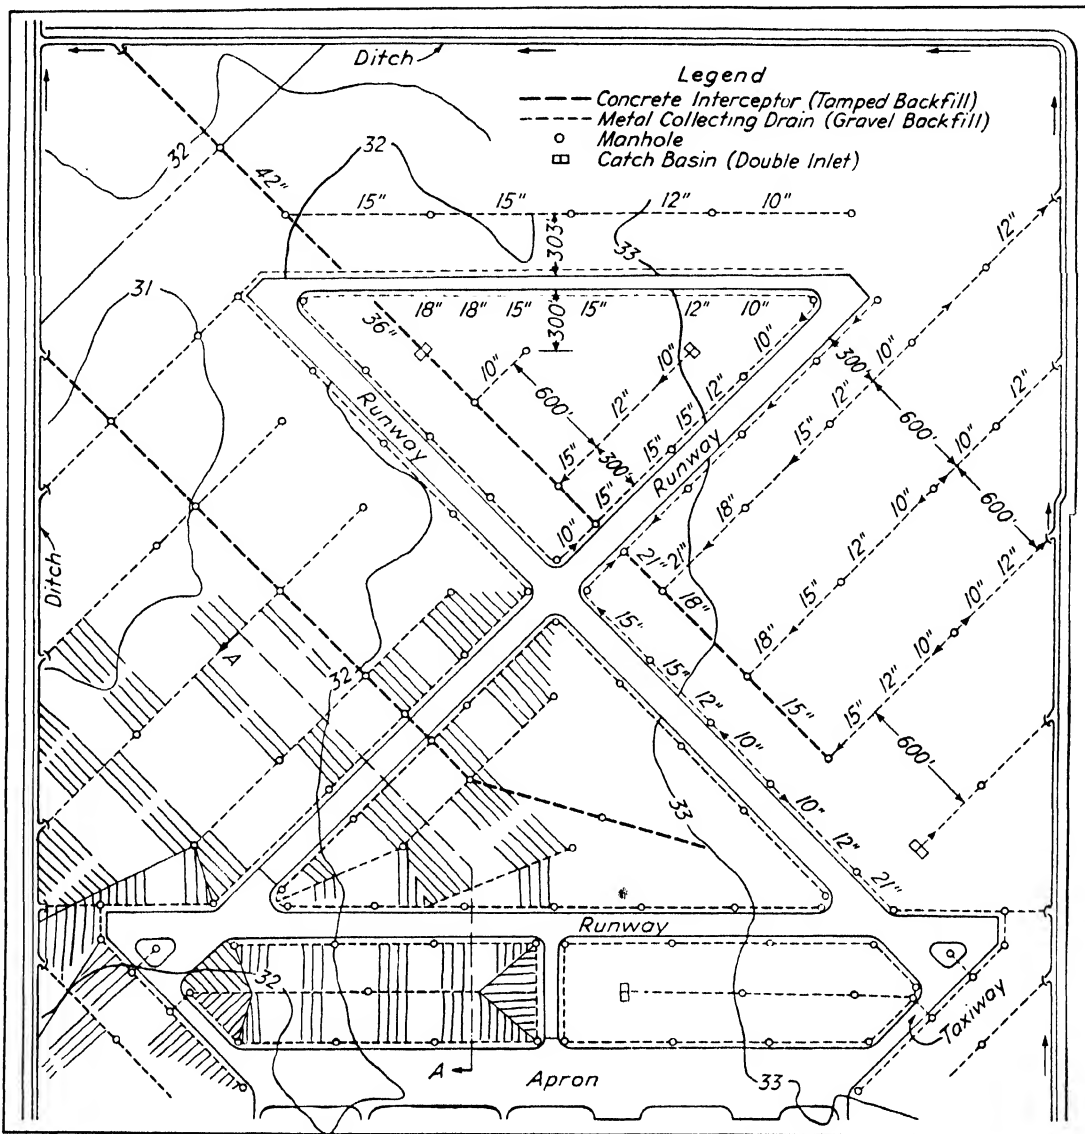 Ditch
Legend
Concrete Interceptor (Tamped Backfill)
Metal Collecting Drain (Gravel Backfill)
Manhole
Catch Basin (Double Inlet)
32
32
42"
15" 15" 12" 10"
12"
303'
33
31
36"
18" 18" 15" 15" 12" 10"
300'
10" 10" 10"
300' 10" 12"
600' 12" 12"
Runway
15" 15" 12"
600'
15" 12" 10"
15" 300'
Runway
15"
18"
10" 12"
600'
10"
21" 21"
18"
15" 12"
10" 12"
Ditch
A
32
15"
15"
18"
10"
12"
12"
15"
15"
10"
600'
33
10"
12"
21"
Runway
32
Taxiway
A
Apron
33